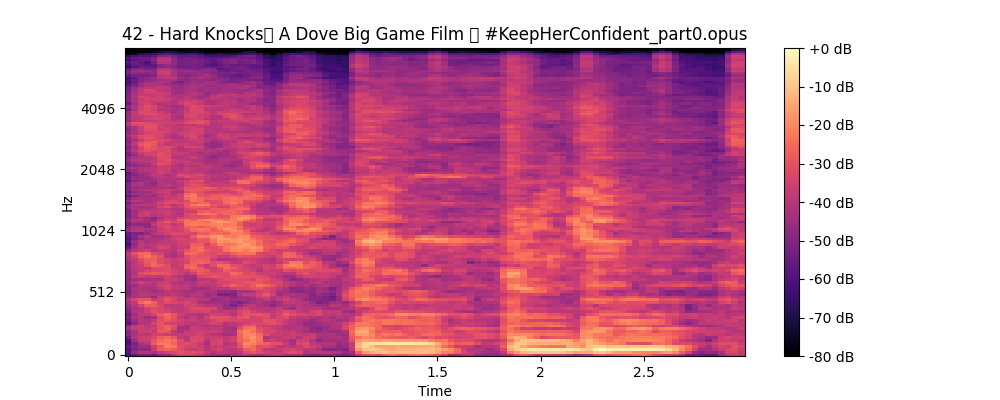 42 - Hard Knocks▯ A Dove Big Game Film ▯ #KeepHerConfident_part0.opus
Hz
4096
2048
1024
512
0
0 0.5 1 1.5 2 2.5
Time
+0 dB
-10 dB
-20 dB
-30 dB
-40 dB
-50 dB
-60 dB
-70 dB
-80 dB